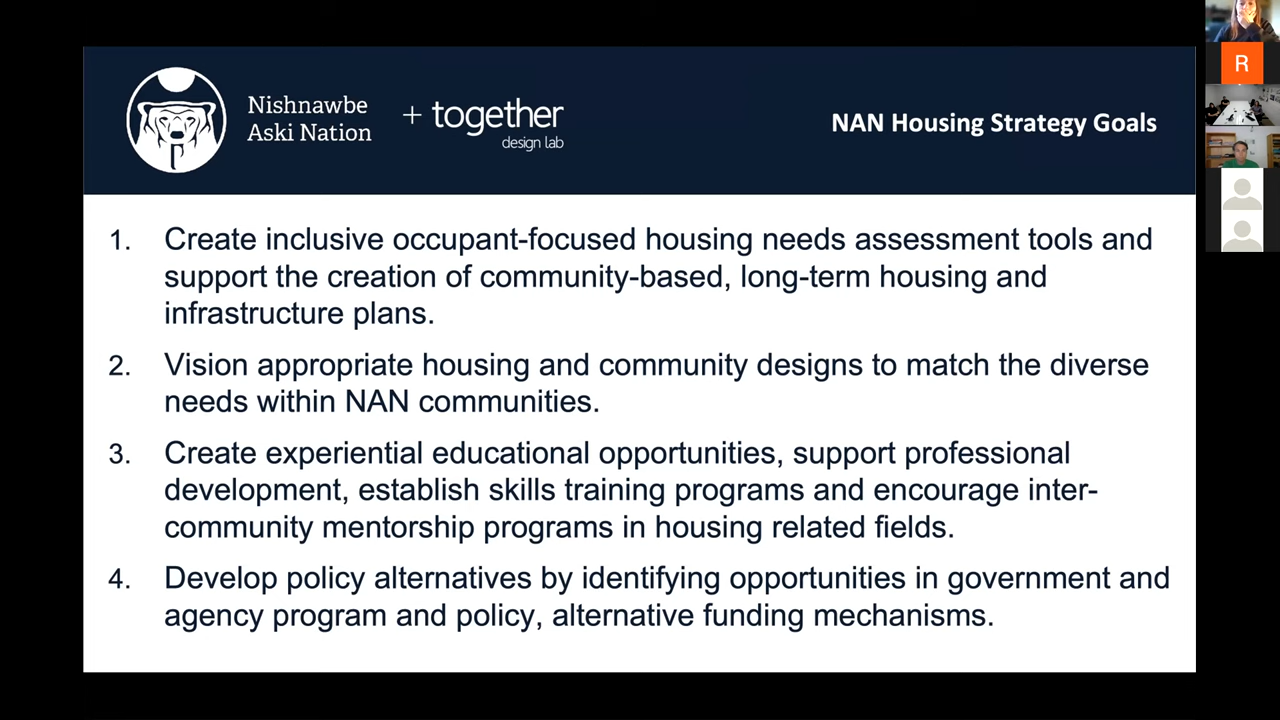 Nishnawbe
Aski Nation
+ together
design lab
NAN Housing Strategy Goals
R
1. Create inclusive occupant-focused housing needs assessment tools and
support the creation of community-based, long-term housing and
infrastructure plans.
2. Vision appropriate housing and community designs to match the diverse
needs within NAN communities.
3. Create experiential educational opportunities, support professional
development, establish skills training programs and encourage inter-
community mentorship programs in housing related fields.
4. Develop policy alternatives by identifying opportunities in government and
agency program and policy, alternative funding mechanisms.